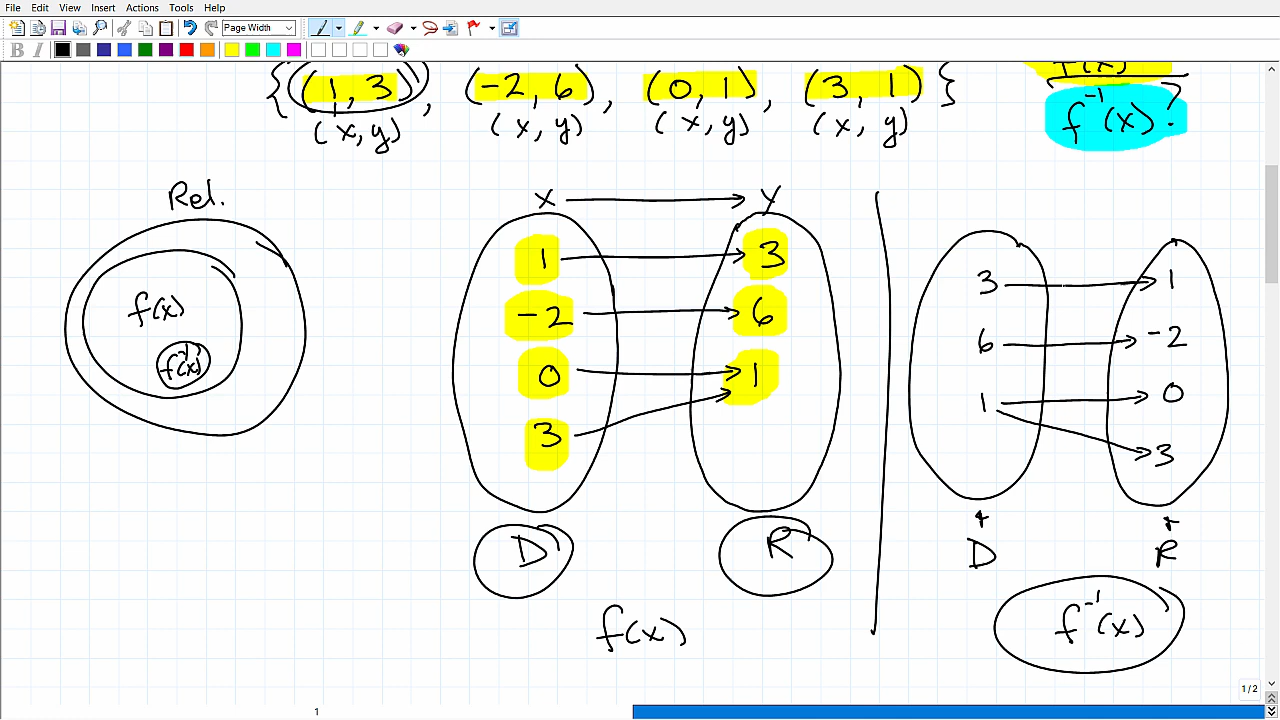 File Edit View Insert Actions Tools Help
Page Width
B I
{(1, 3), (-2, 6), (0, 1), (3, 1)} f(x)
(x, y) (x, y) (x, y) (x, y) f⁻¹(x)?
Rel.
f(x)
f⁻¹(x)
x → y
1 → 3
-2 → 6
0 → 1
3
D R
f(x)
3 → 1
6 → -2
1 → 0
3
D R
f⁻¹(x)
1/2
1